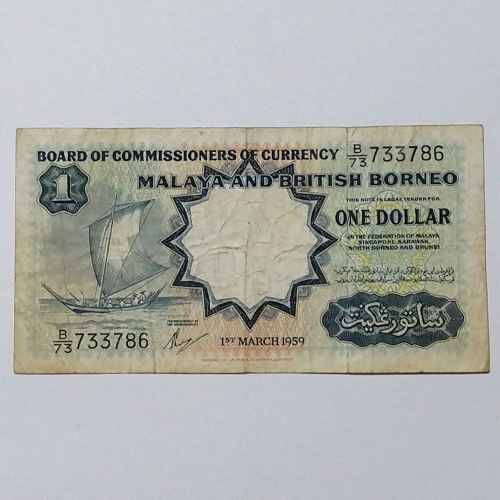 BOARD OF COMMISSIONERS OF CURRENCY B/73 733786
MALAYA AND BRITISH BORNEO
1
THIS NOTE IS LEGAL TENDER FOR
ONE DOLLAR
IN THE FEDERATION OF MALAYA
SINGAPORE, SARAWAK,
NORTH BORNEO AND BRUNEI
ساتو رڠݢيت
B/73 733786
1ST MARCH 1959